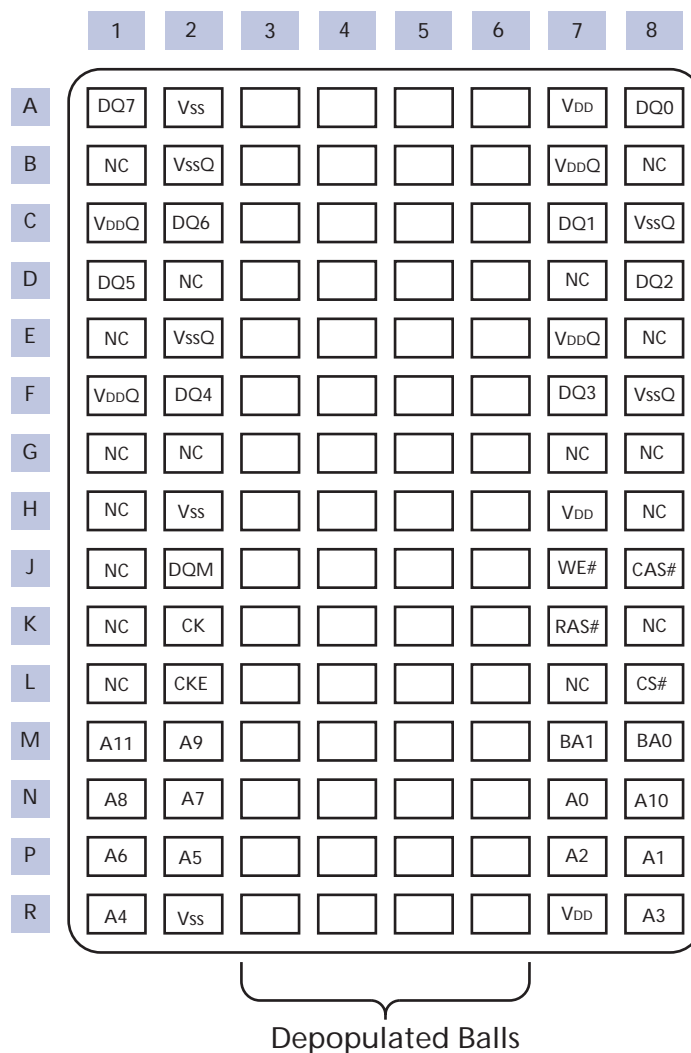 1 2 3 4 5 6 7 8
A DQ7 Vss VDD DQ0
B NC VssQ VDDQ NC
C VDDQ DQ6 DQ1 VssQ
D DQ5 NC NC DQ2
E NC VssQ VDDQ NC
F VDDQ DQ4 DQ3 VssQ
G NC NC NC NC
H NC Vss VDD NC
J NC DQM WE# CAS#
K NC CK RAS# NC
L NC CKE NC CS#
M A11 A9 BA1 BA0
N A8 A7 A0 A10
P A6 A5 A2 A1
R A4 Vss VDD A3
Depopulated Balls